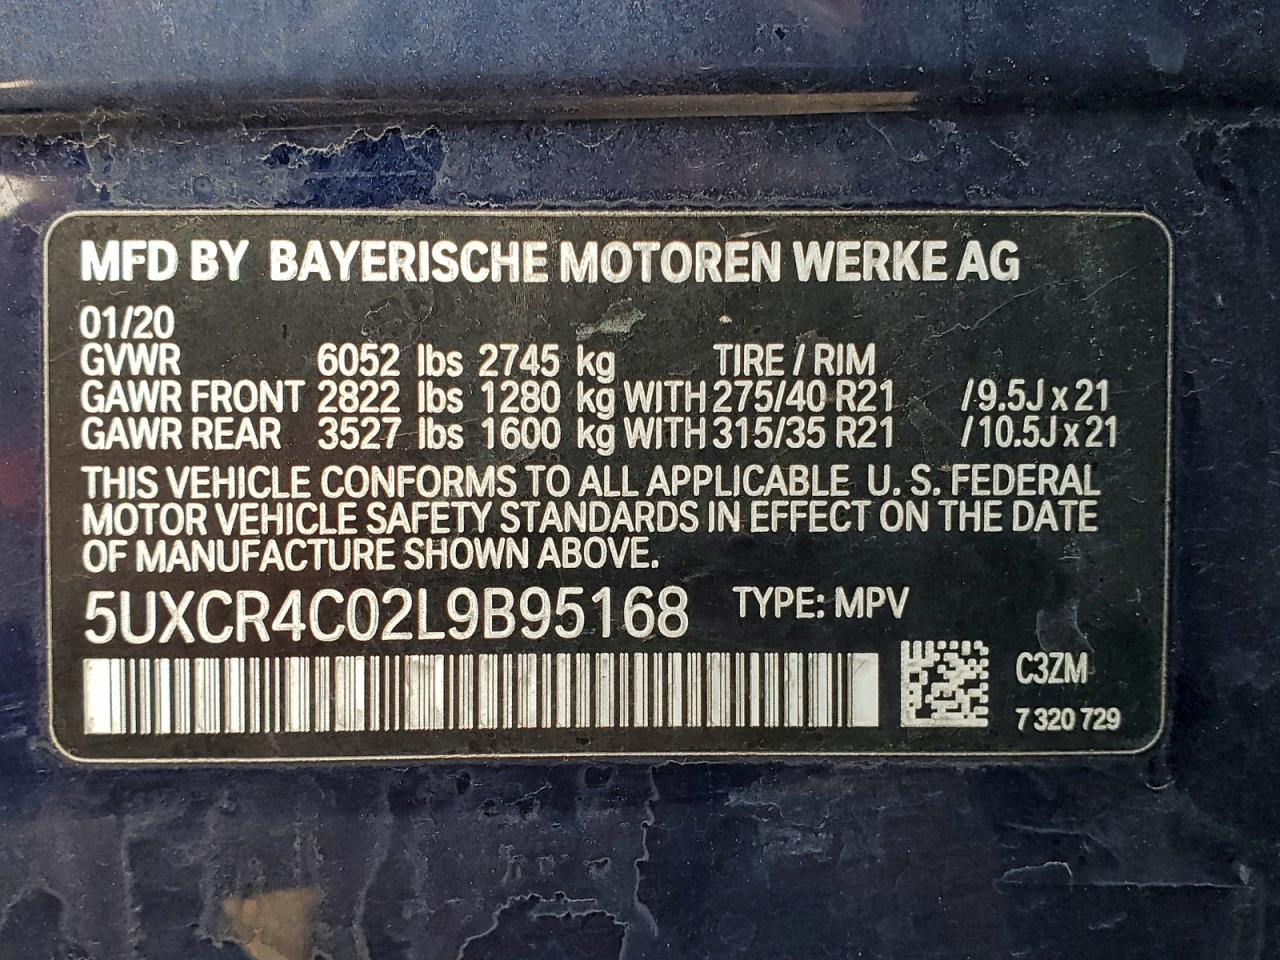 MFD BY BAYERISCHE MOTOREN WERKE AG
01/20
GVWR 6052 lbs 2745 kg TIRE / RIM
GAWR FRONT 2822 lbs 1280 kg WITH 275/40 R21 /9.5J x 21
GAWR REAR 3527 lbs 1600 kg WITH 315/35 R21 /10.5J x 21
THIS VEHICLE CONFORMS TO ALL APPLICABLE U. S. FEDERAL
MOTOR VEHICLE SAFETY STANDARDS IN EFFECT ON THE DATE
OF MANUFACTURE SHOWN ABOVE.
5UXCR4C02L9B95168 TYPE: MPV
C3ZM
7 320 729